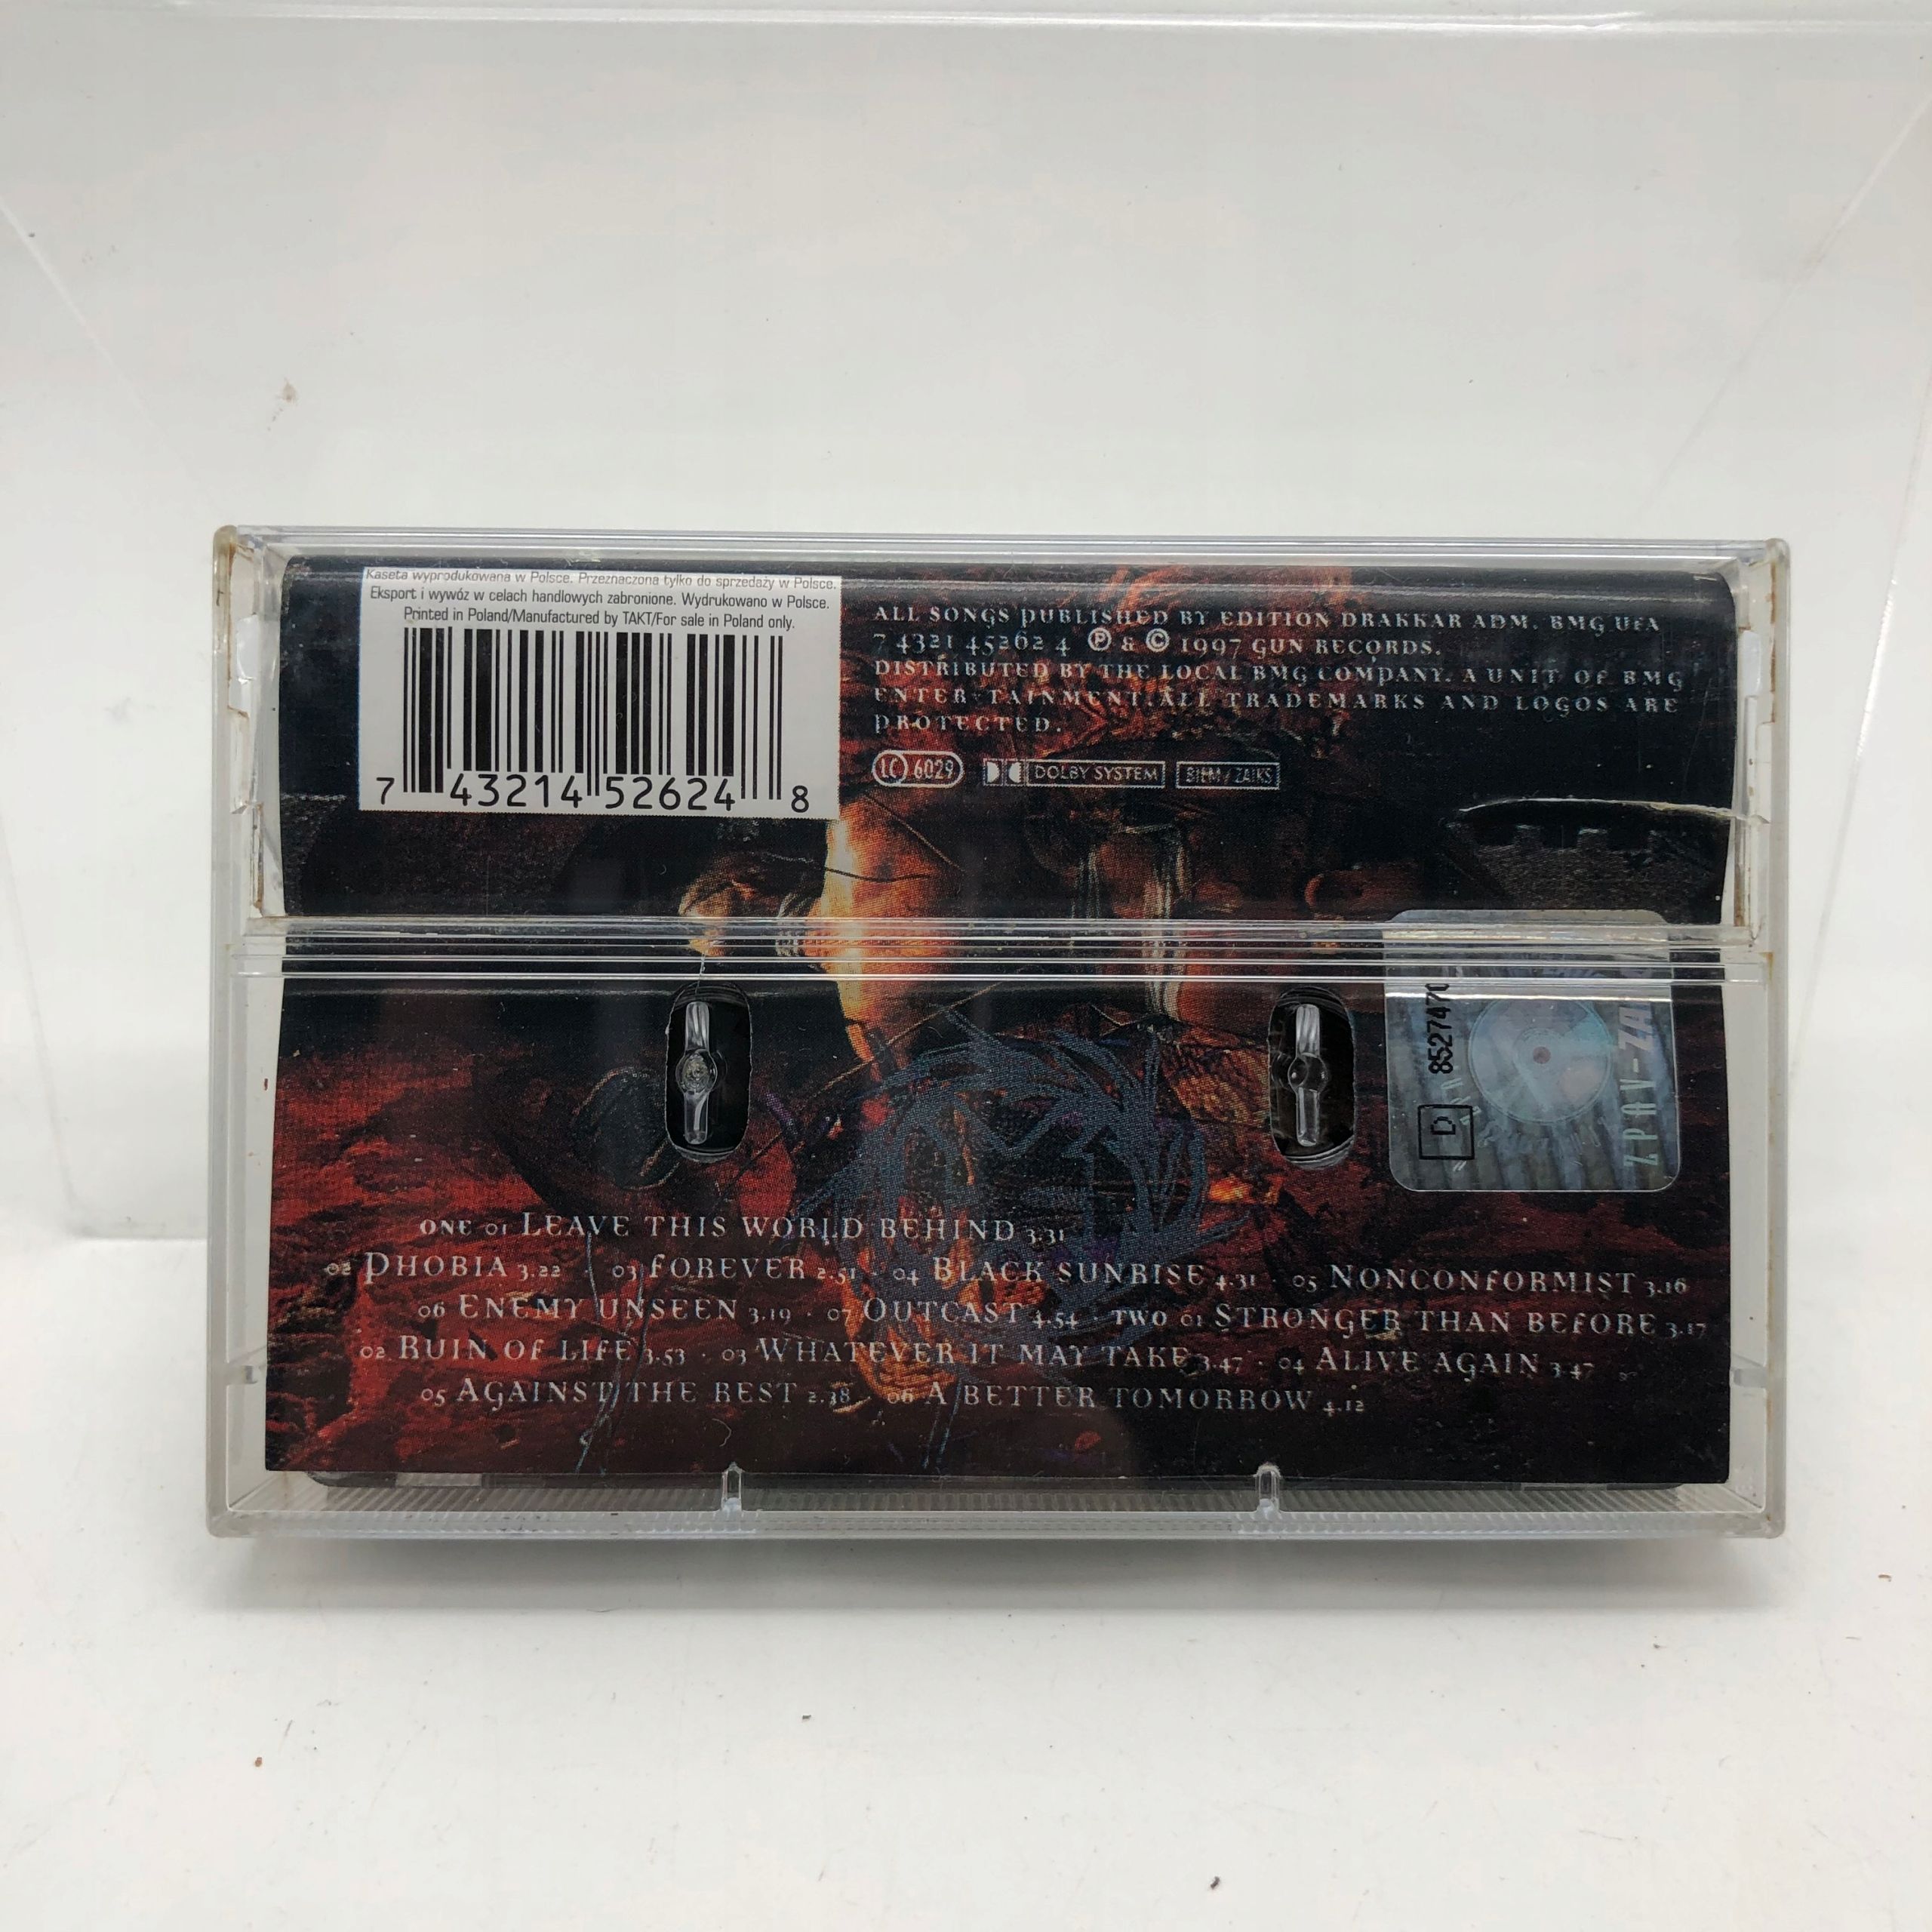 Kaseta wyprodukowana w Polsce. Przeznaczona tylko do sprzedaży w Polsce.
Eksport i wywóz w celach handlowych zabronione. Wydrukowano w Polsce.
Printed in Poland/Manufactured by TAKT/For sale in Poland only.
7 43214 52624 8
ALL SONGS PUBLISHED BY EDITION DRAKKAR ADM. BMG UFA
7 4321 45262 4 Ⓟ & © 1997 GUN RECORDS.
DISTRIBUTED BY THE LOCAL BMG COMPANY. A UNIT OF BMG
ENTER-TAINMENT. ALL TRADEMARKS AND LOGOS ARE
PROTECTED.
LC 6029 DOLBY SYSTEM BIEM / ZAIKS
D 8527470
ZPAV-ZA
ONE 01 LEAVE THIS WORLD BEHIND 3.31
02 PHOBIA 3.22 · 03 FOREVER 2.51 · 04 BLACK SUNRISE 4.31 · 05 NONCONFORMIST 3.16
06 ENEMY UNSEEN 3.19 · 07 OUTCAST 4.54 · TWO 01 STRONGER THAN BEFORE 3.17
02 RUIN OF LIFE 3.53 · 03 WHATEVER IT MAY TAKE 3.47 · 04 ALIVE AGAIN 3.47
05 AGAINST THE REST 2.38 · 06 A BETTER TOMORROW 4.12